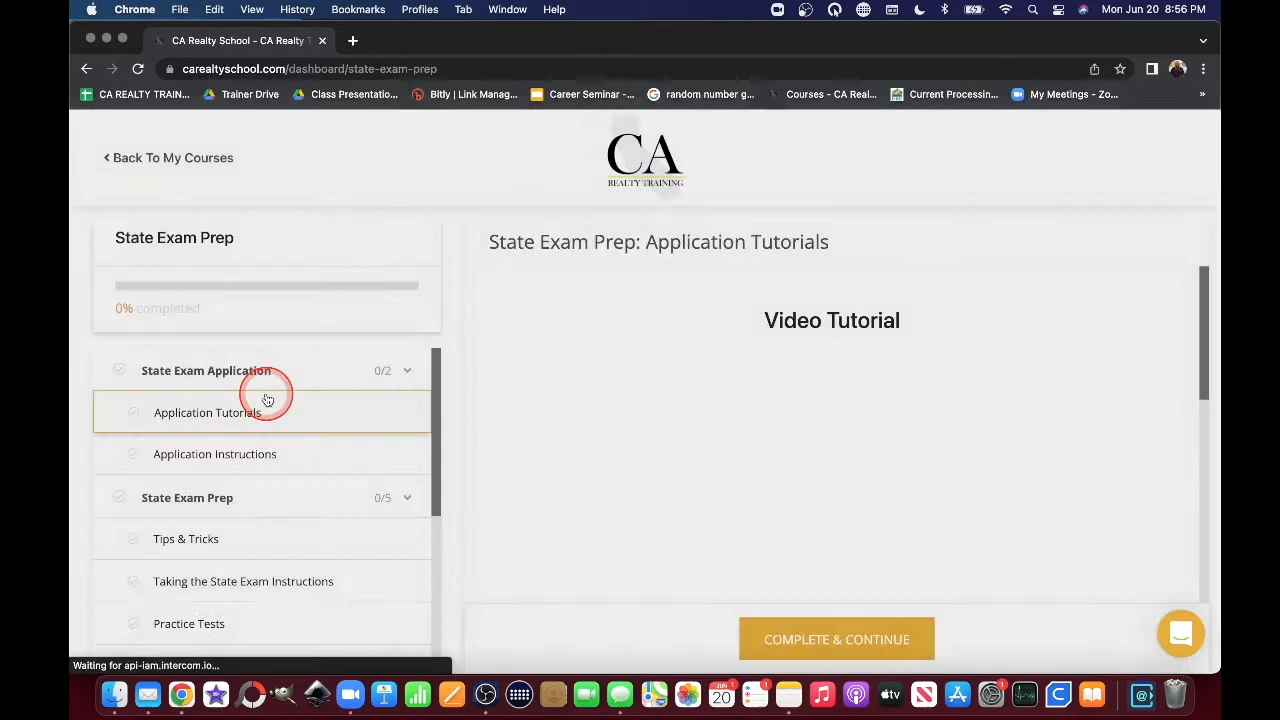 Chrome File Edit View History Bookmarks Profiles Tab Window Help Mon Jun 20 8:56 PM
CA Realty School – CA Realty T
carealtyschool.com/dashboard/state-exam-prep
CA REALTY TRAIN... Trainer Drive Class Presentatio... Bitly | Link Manag... Career Seminar -... random number g... Courses – CA Real... Current Processin... My Meetings - Zo... »
Back To My Courses
CA
REALTY TRAINING
State Exam Prep
0% completed
State Exam Application 0/2
Application Tutorials
Application Instructions
State Exam Prep 0/5
Tips & Tricks
Taking the State Exam Instructions
Practice Tests
State Exam Prep: Application Tutorials
Video Tutorial
COMPLETE & CONTINUE
Waiting for api-iam.intercom.io...
JUN
20
1
1
1